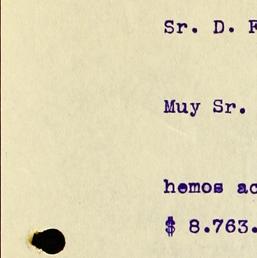 Sr. D. F
Muy Sr.
hemos ac
$ 8.763.